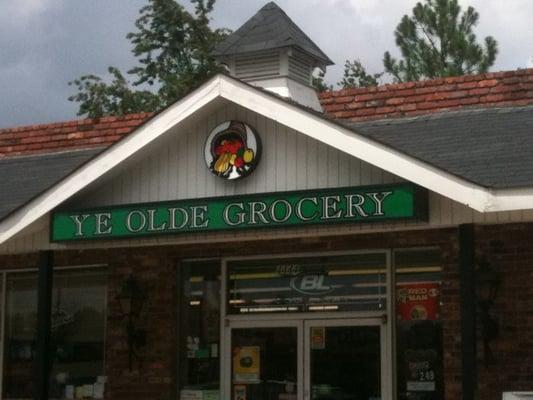 YE OLDE GROCERY
BL
RED
MAN
2.49